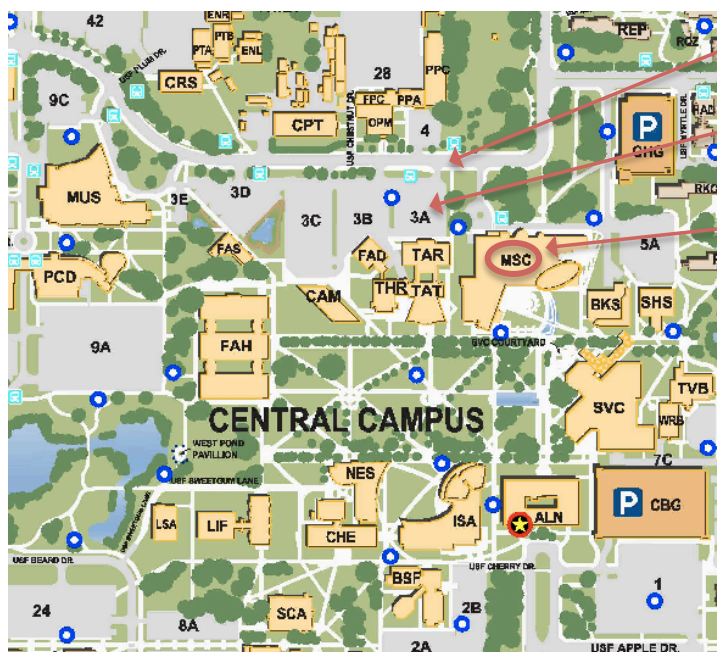 42
ENR
PTB
PTA
ENL
REP
ROZ
USF PLUM DR.
CRS
28
PPC
9C
USF CHESTNUT DR.
FPC
PPA
OPM
4
CPT
P
CHG
USF MYRTLE DR.
RAD
MUS
3E
3D
3C
3B
3A
RKG
FAS
FAD
TAR
MSC
5A
PCD
THR
TAT
CAM
BKS
SHS
9A
FAH
SVC COURTYARD
TVB
SVC
WRB
CENTRAL CAMPUS
WEST POND
PAVILLION
7C
USF SWEETGUM LANE
NES
P
CBG
LSA
LIF
CHE
ISA
ALN
USF BEARD DR.
USF CHERRY DR.
BSF
1
24
8A
SCA
2B
2A
USF APPLE DR.